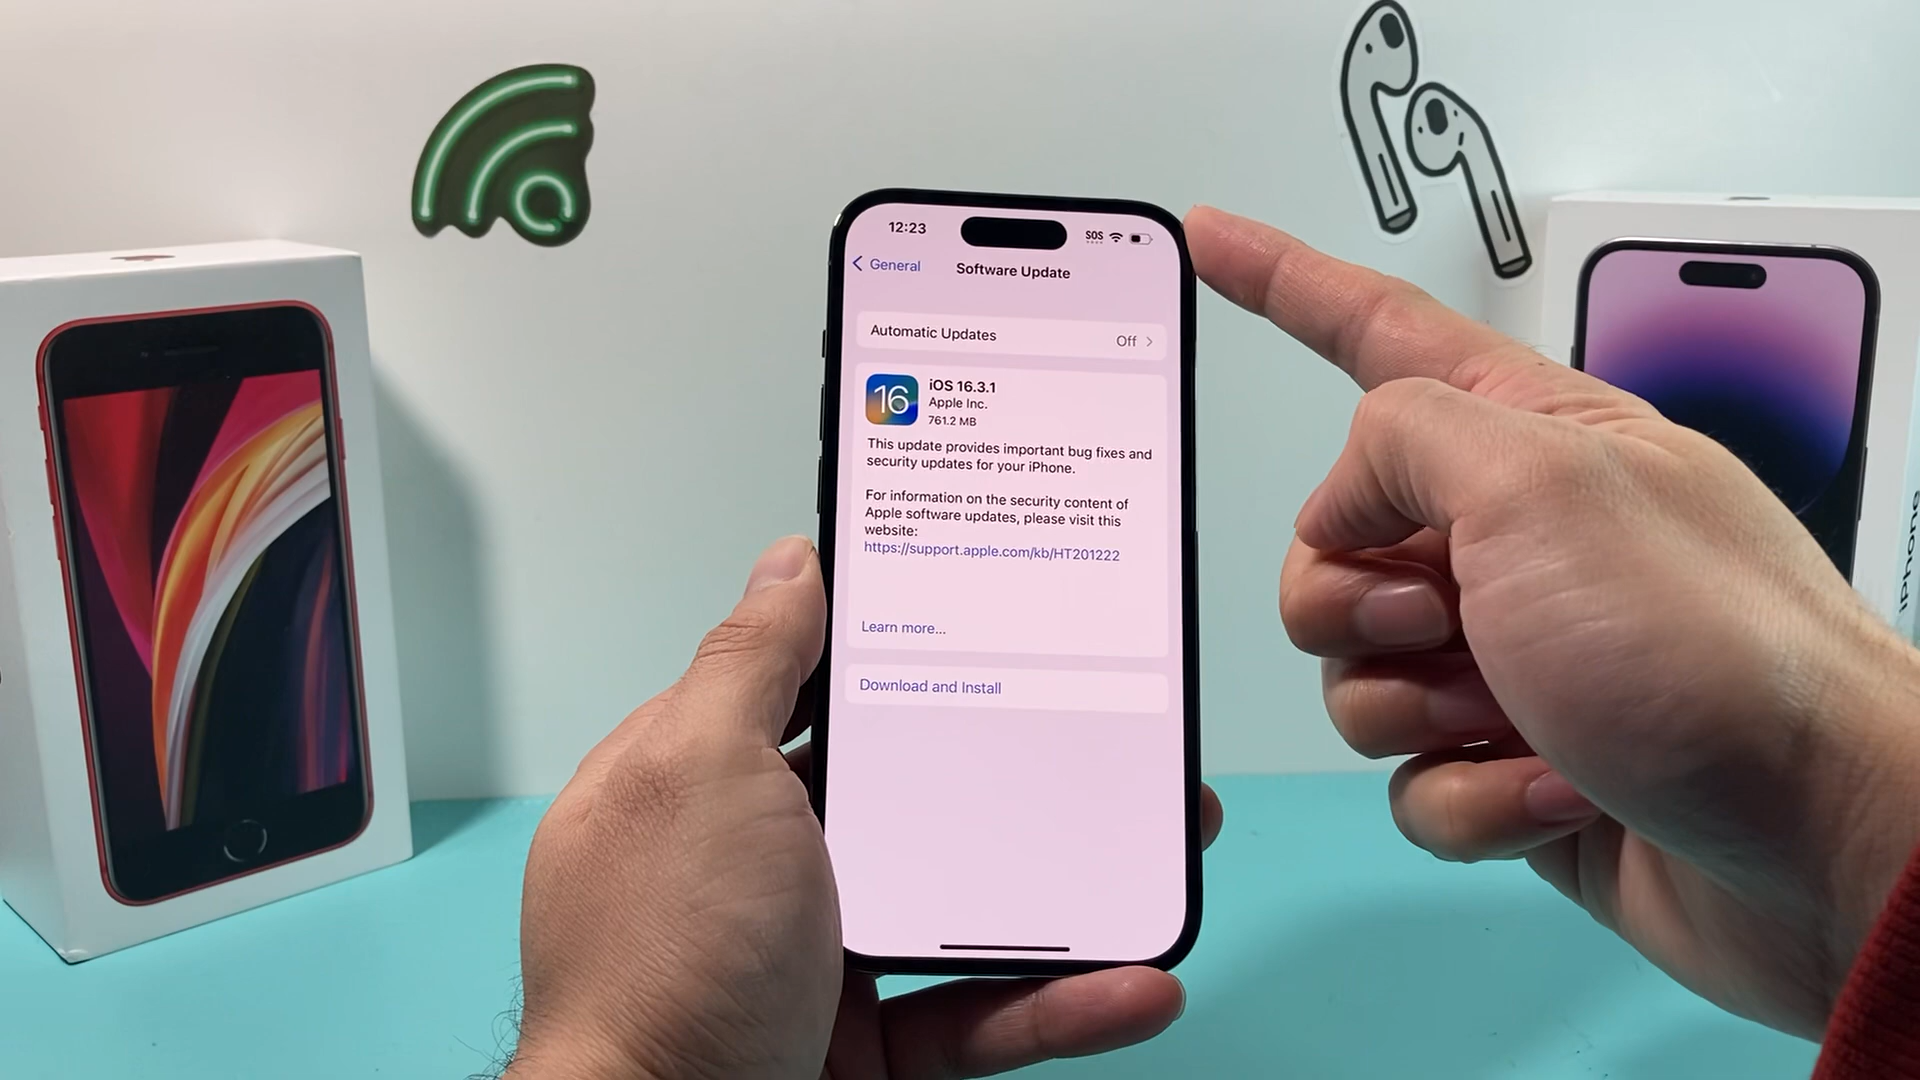 12:23
SOS
General
Software Update
Automatic Updates
Off
16
iOS 16.3.1
Apple Inc.
761.2 MB
This update provides important bug fixes and
security updates for your iPhone.
For information on the security content of
Apple software updates, please visit this
website:
https://support.apple.com/kb/HT201222
Learn more...
Download and Install
iPhone